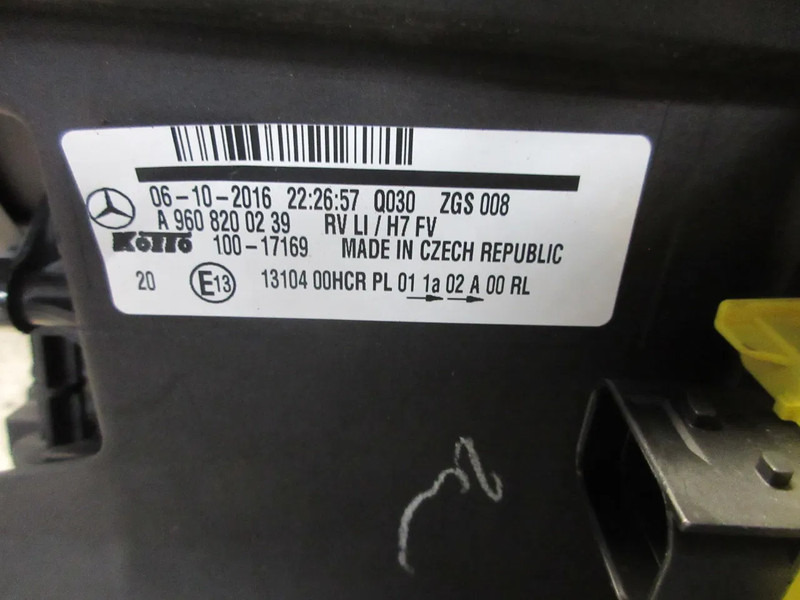 06-10-2016 22:26:57 Q030 ZGS 008
A 960 820 02 39 RV LI / H7 FV
KOITO 100-17169 MADE IN CZECH REPUBLIC
20 E13 13104 00HCR PL 01 1a 02 A 00 RL